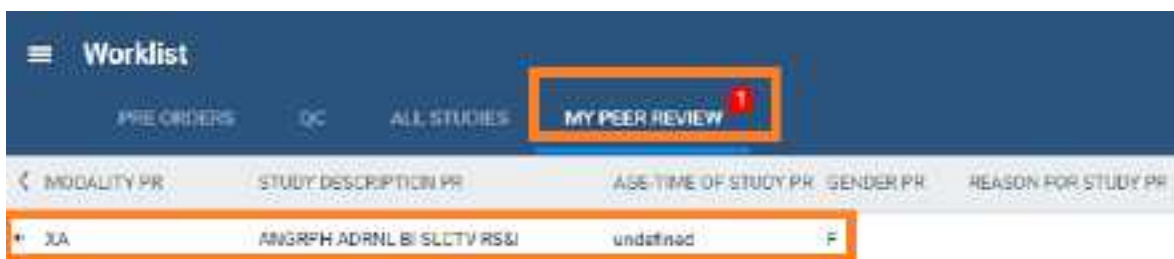 Worklist
PRE ORDERS QC ALL STUDIES MY PEER REVIEW 1
MODALITY PR STUDY DESCRIPTION PR AGE-TIME OF STUDY PR GENDER PR REASON FOR STUDY PR
XA ANGRPH ADRNL BI SLCTV RS&I undefined F